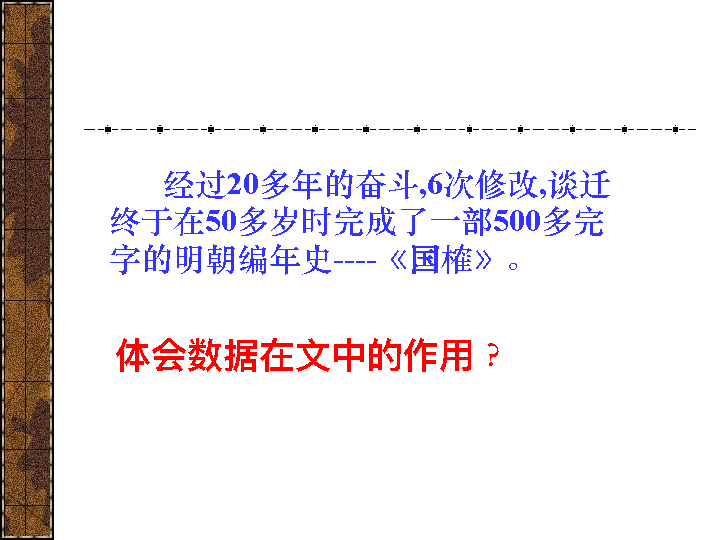 经过20多年的奋斗,6次修改,谈迁
终于在50多岁时完成了一部500多完
字的明朝编年史----《国榷》。
体会数据在文中的作用？